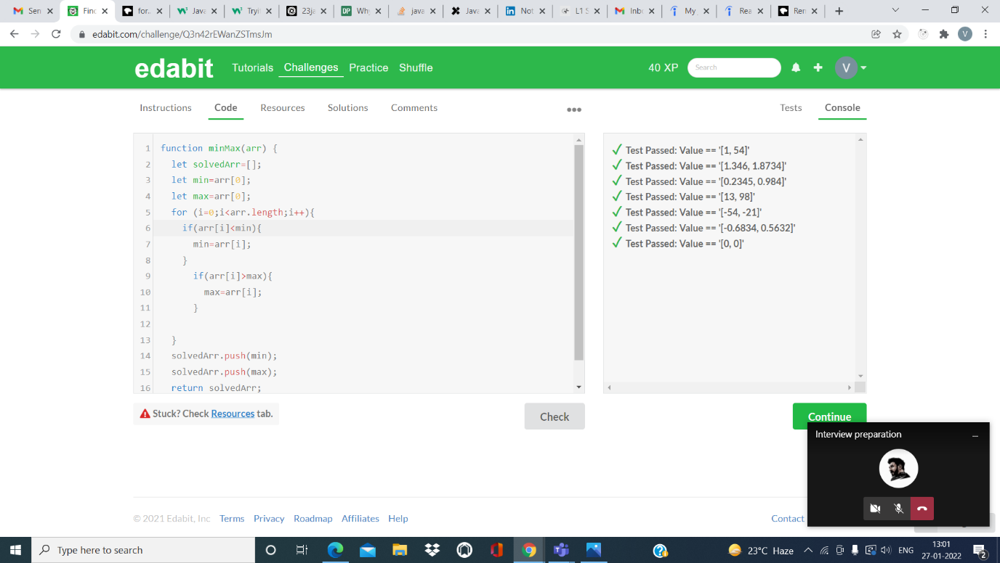 Sen
Finc
for..
Java
Tryi
23ja
Why
java
Java
Not
L1 S
Inbo
My
Rea
Ren
edabit.com/challenge/Q3n42rEWanZSTmsJm
V
edabit
Tutorials Challenges Practice Shuffle
40 XP
Search
V
Instructions Code Resources Solutions Comments
Tests Console
1 function minMax(arr) {
2 let solvedArr=[];
3 let min=arr[0];
4 let max=arr[0];
5 for (i=0;i<arr.length;i++){
6 if(arr[i]<min){
7 min=arr[i];
8 }
9 if(arr[i]>max){
10 max=arr[i];
11 }
12
13 }
14 solvedArr.push(min);
15 solvedArr.push(max);
16 return solvedArr;
Test Passed: Value == '[1, 54]'
Test Passed: Value == '[1.346, 1.8734]'
Test Passed: Value == '[0.2345, 0.984]'
Test Passed: Value == '[13, 98]'
Test Passed: Value == '[-54, -21]'
Test Passed: Value == '[-0.6834, 0.5632]'
Test Passed: Value == '[0, 0]'
Stuck? Check Resources tab.
Check
Continue
Interview preparation
© 2021 Edabit, Inc Terms Privacy Roadmap Affiliates Help
Contact
Type here to search
23°C Haze
ENG
13:01
27-01-2022
2